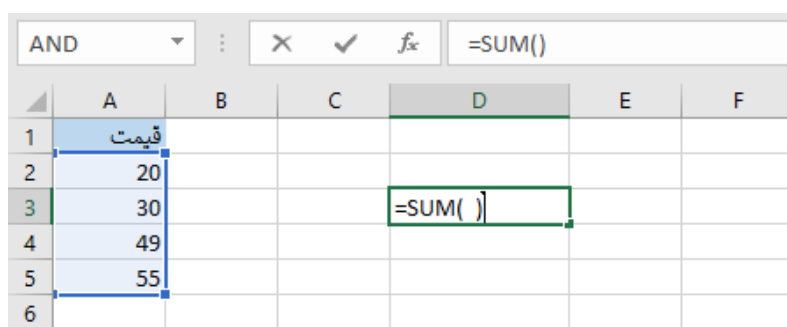 AND fx =SUM()
A B C D E F
1 قیمت
2 20
3 30 =SUM( )
4 49
5 55
6